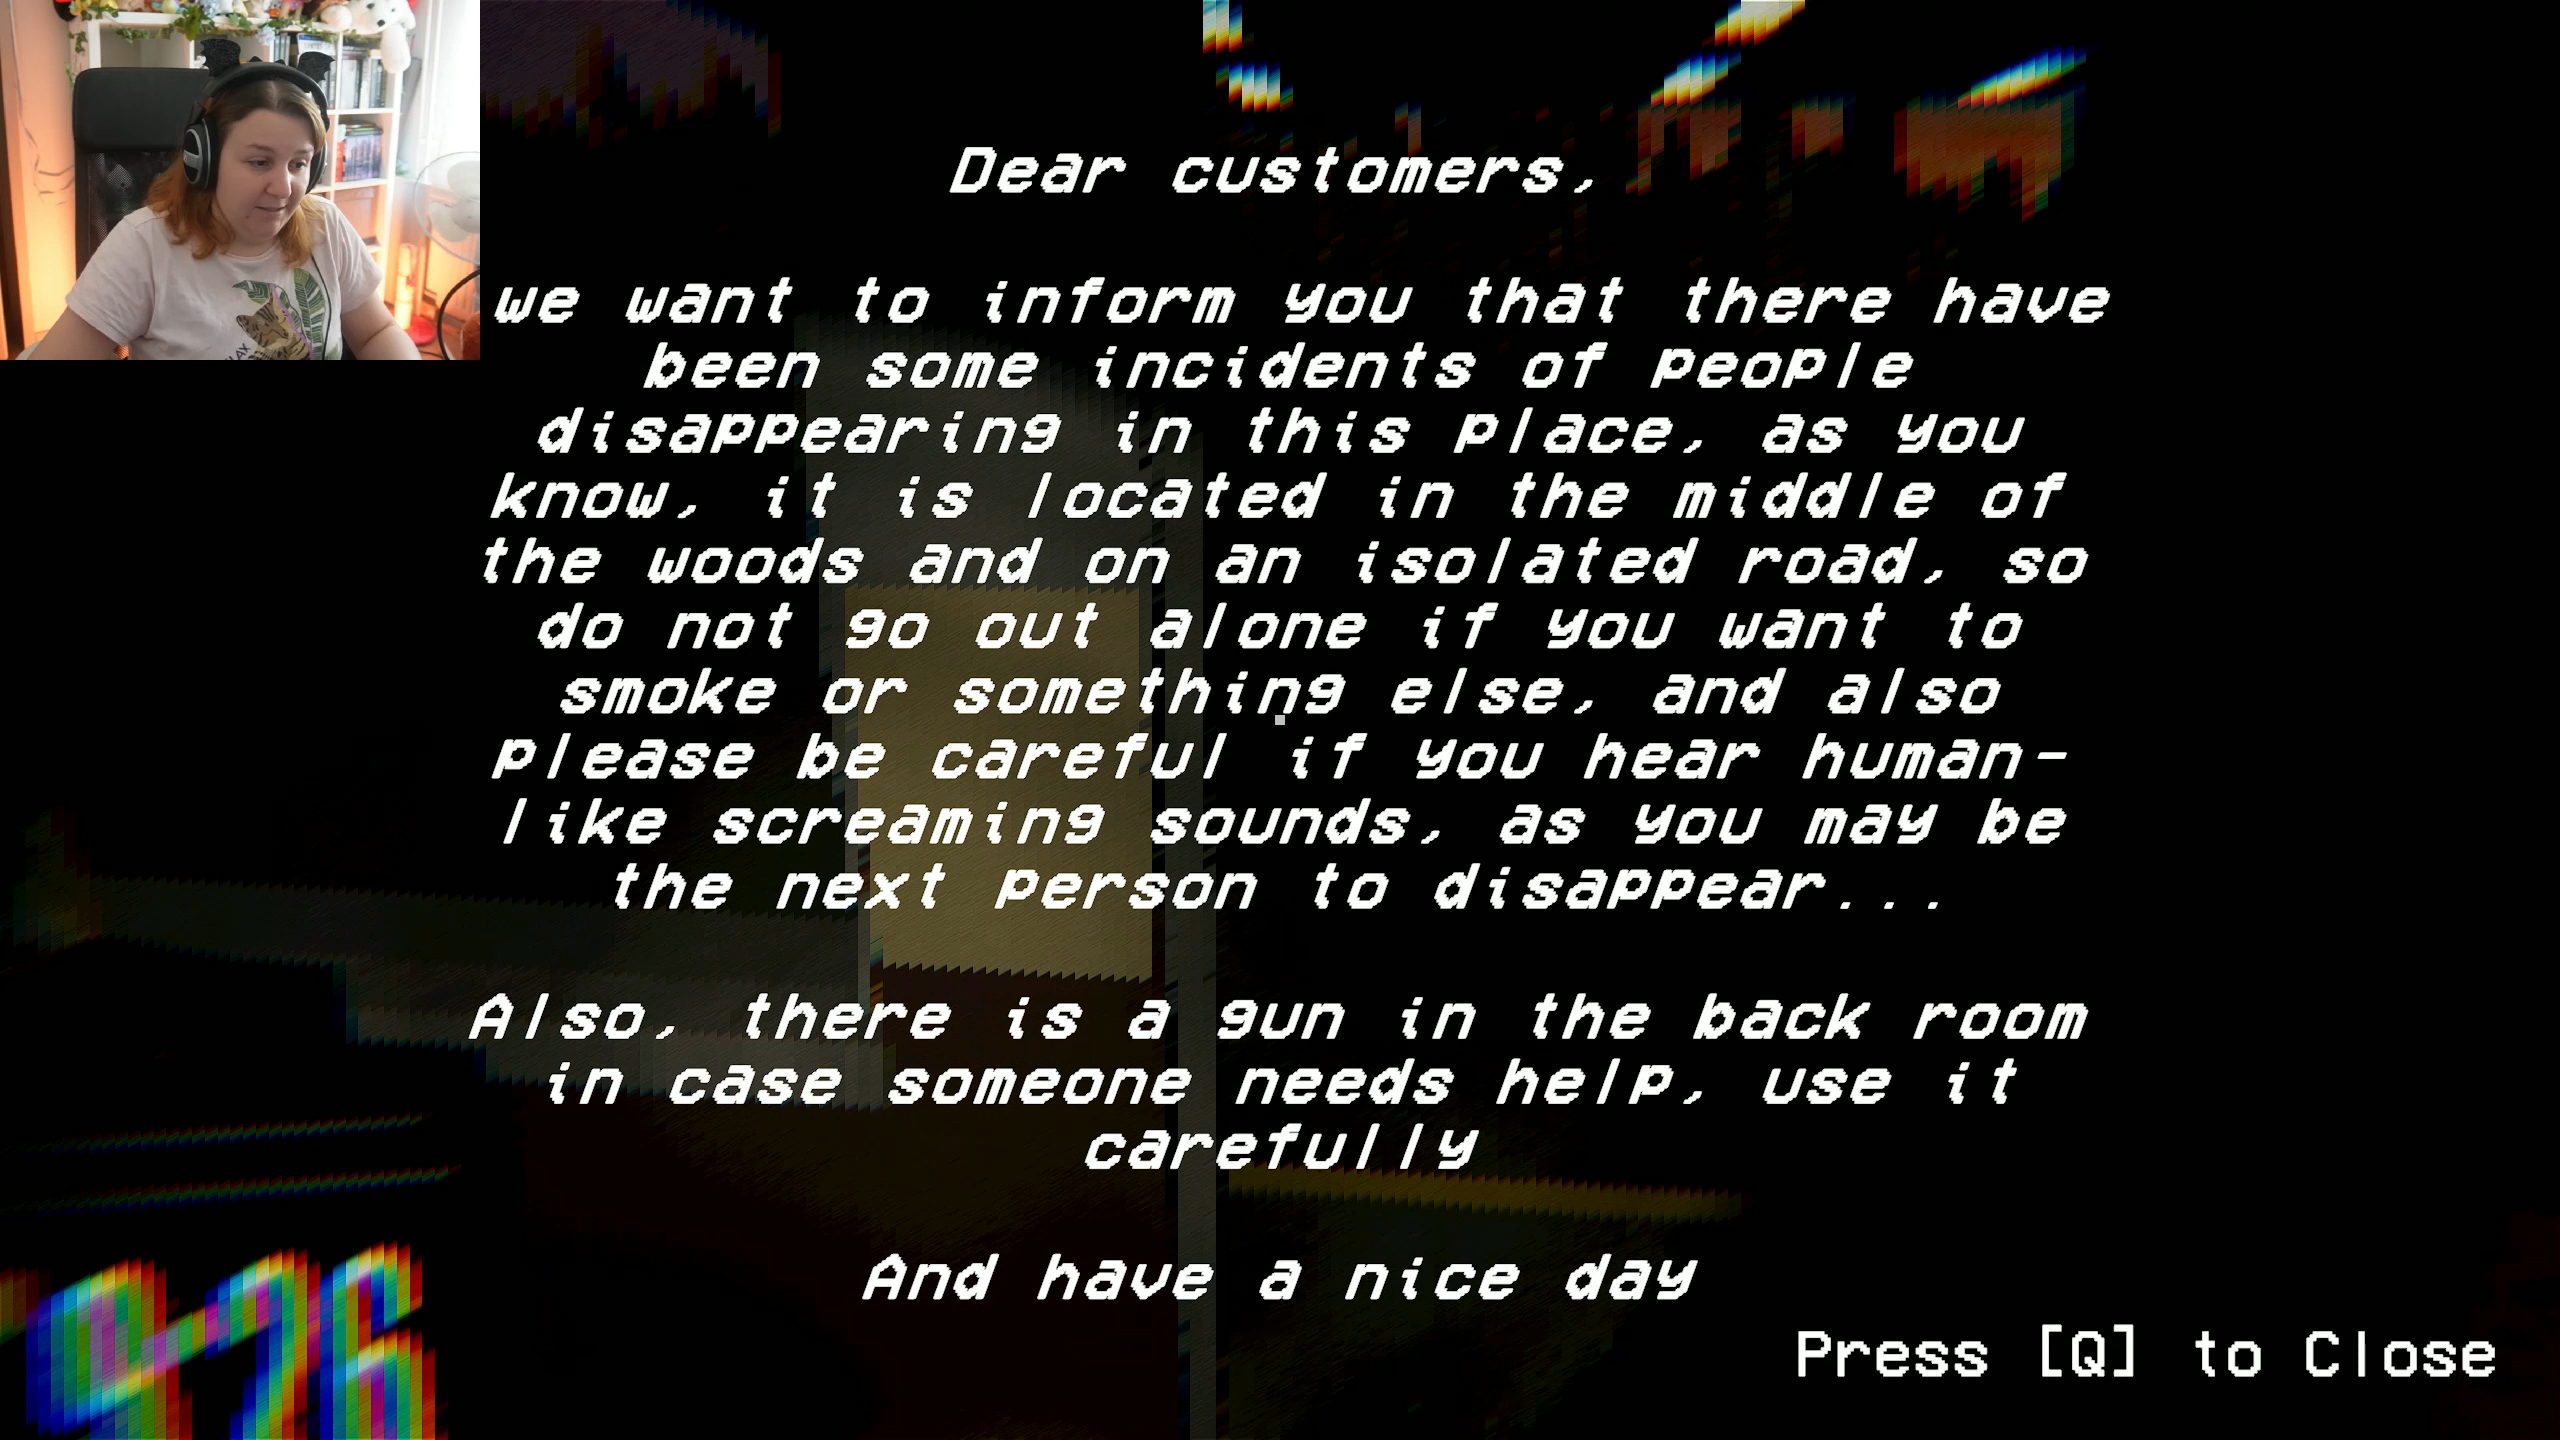 Dear customers,
we want to inform you that there have
been some incidents of people
disappearing in this place, as you
know, it is located in the middle of
the woods and on an isolated road, so
do not go out alone if you want to
smoke or something else, and also
please be careful if you hear human-
like screaming sounds, as you may be
the next person to disappear...
Also, there is a gun in the back room
in case someone needs help, use it
carefully
And have a nice day
Press [Q] to Close